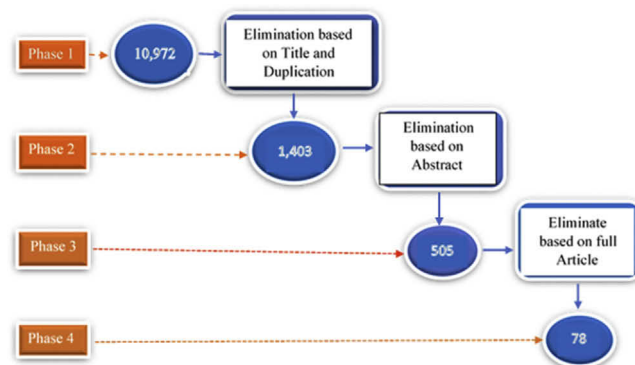 Phase 1
10,972
Elimination based
on Title and
Duplication
Phase 2
1,403
Elimination
based on
Abstract
Phase 3
505
Eliminate
based on full
Article
Phase 4
78